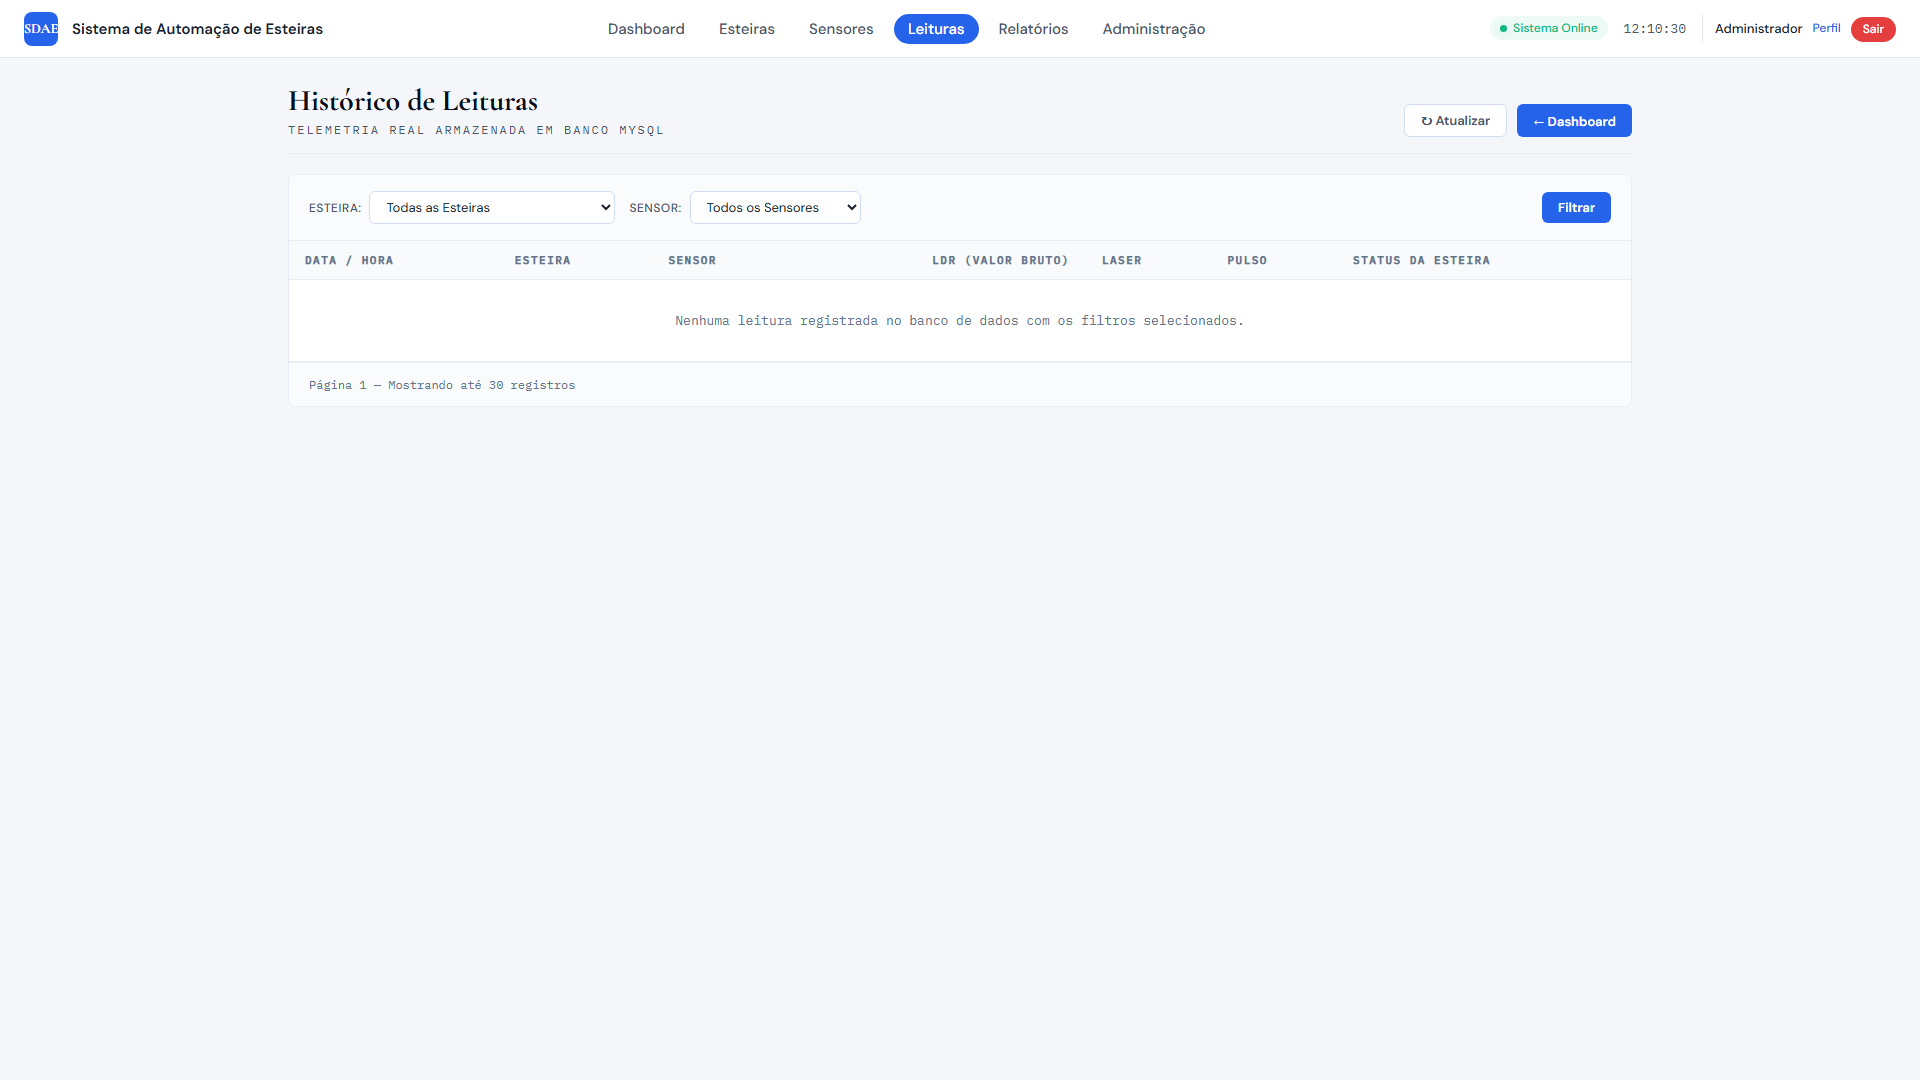 SDAE Sistema de Automação de Esteiras Dashboard Esteiras Sensores Leituras Relatórios Administração Sistema Online 12:10:30 Administrador Perfil Sair
Histórico de Leituras
TELEMETRIA REAL ARMAZENADA EM BANCO MYSQL
↻ Atualizar ← Dashboard
ESTEIRA: Todas as Esteiras SENSOR: Todos os Sensores Filtrar
DATA / HORA ESTEIRA SENSOR LDR (VALOR BRUTO) LASER PULSO STATUS DA ESTEIRA
Nenhuma leitura registrada no banco de dados com os filtros selecionados.
Página 1 — Mostrando até 30 registros